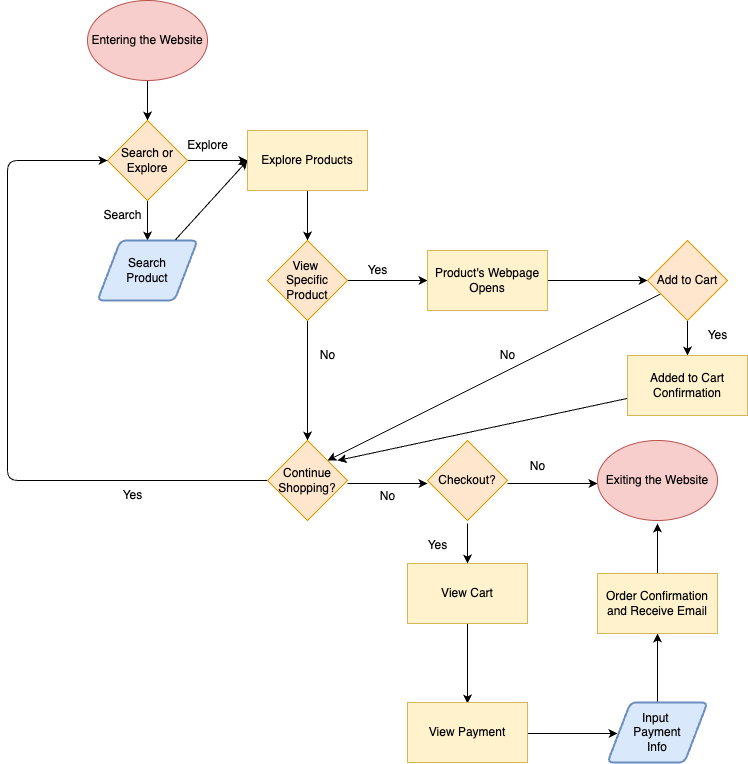 Entering the Website
Search or
Explore
Explore
Explore Products
Search
Search
Product
View
Specific
Product
Yes
Product's Webpage
Opens
Add to Cart
No
No
Yes
Added to Cart
Confirmation
Continue
Shopping?
Yes
No
Checkout?
No
Exiting the Website
Yes
View Cart
Order Confirmation
and Receive Email
View Payment
Input
Payment
Info